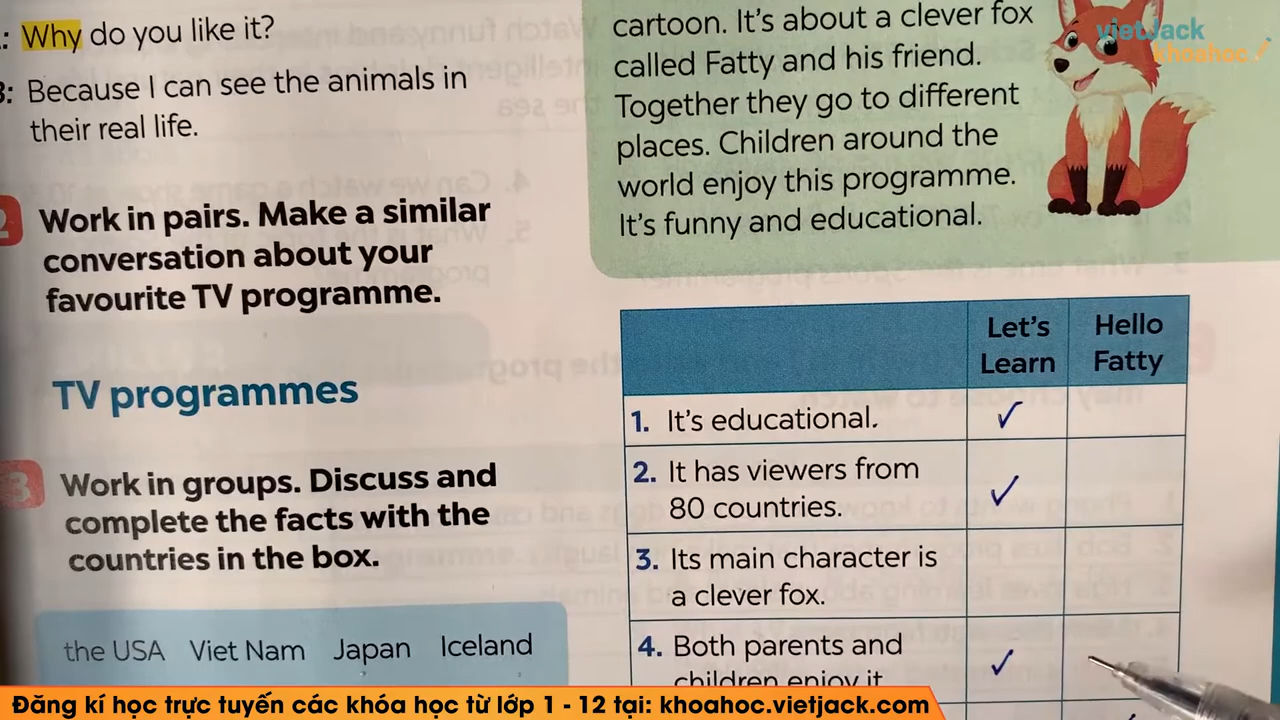 : Why do you like it?
B: Because I can see the animals in
their real life.
2 Work in pairs. Make a similar
conversation about your
favourite TV programme.
TV programmes
3 Work in groups. Discuss and
complete the facts with the
countries in the box.
the USA Viet Nam Japan Iceland
cartoon. It's about a clever fox
called Fatty and his friend.
Together they go to different
places. Children around the
world enjoy this programme.
It's funny and educational.
vietJack
khoahoc
Let's
Learn
Hello
Fatty
1. It's educational. ✓
2. It has viewers from
80 countries. ✓
3. Its main character is
a clever fox.
4. Both parents and
children enjoy it ✓
Đăng kí học trực tuyến các khóa học từ lớp 1 - 12 tại: khoahoc.vietjack.com